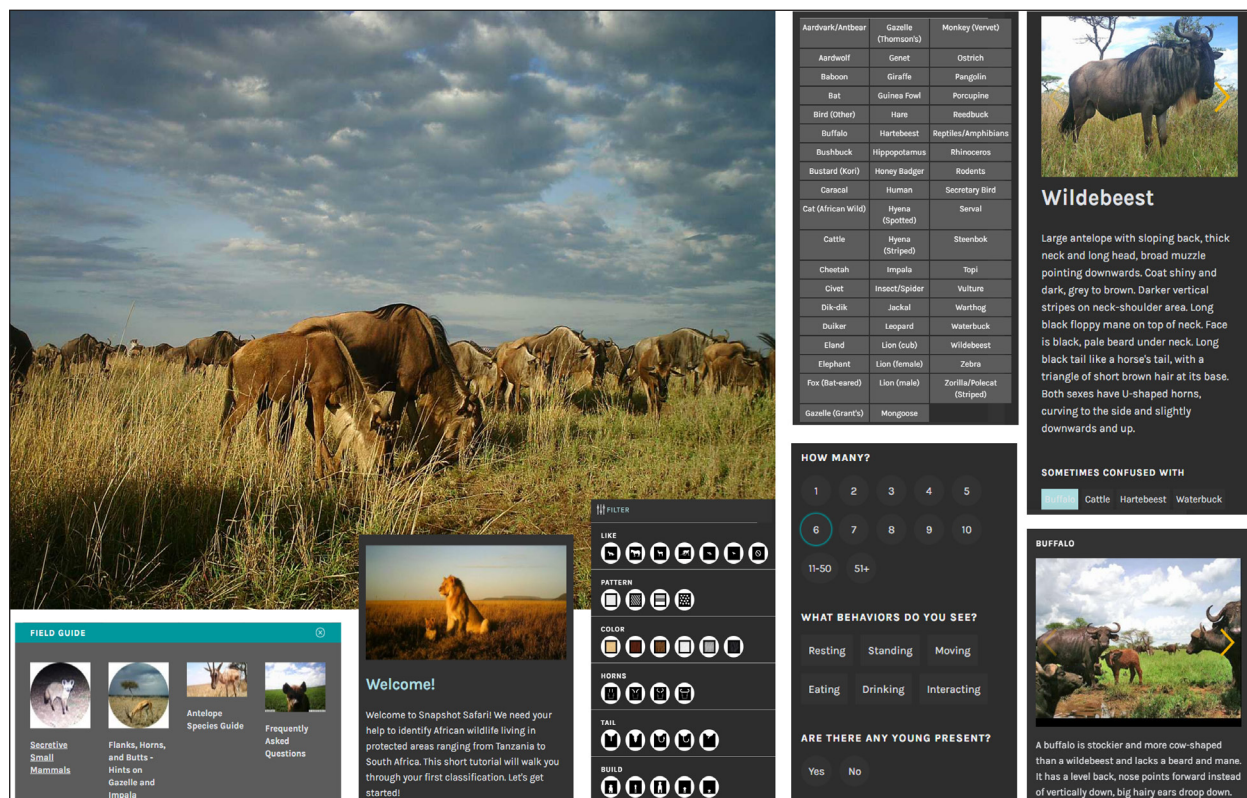 FIELD GUIDE
Secretive
Small
Mammals
Flanks, Horns,
and Butts -
Hints on
Gazelle and
Impala
Antelope
Species Guide
Frequently
Asked
Questions
Welcome!
Welcome to Snapshot Safari! We need your
help to identify African wildlife living in
protected areas ranging from Tanzania to
South Africa. This short tutorial will walk you
through your first classification. Let's get
started!
FILTER
LIKE
PATTERN
COLOR
HORNS
TAIL
BUILD
Aardvark/Antbear
Gazelle
(Thomson's)
Monkey (Vervet)
Aardwolf
Genet
Ostrich
Baboon
Giraffe
Pangolin
Bat
Guinea Fowl
Porcupine
Bird (Other)
Hare
Reedbuck
Buffalo
Hartebeest
Reptiles/Amphibians
Bushbuck
Hippopotamus
Rhinoceros
Bustard (Kori)
Honey Badger
Rodents
Caracal
Human
Secretary Bird
Cat (African Wild)
Hyena
(Spotted)
Serval
Cattle
Hyena
(Striped)
Steenbok
Cheetah
Impala
Topi
Civet
Insect/Spider
Vulture
Dik-dik
Jackal
Warthog
Duiker
Leopard
Waterbuck
Eland
Lion (cub)
Wildebeest
Elephant
Lion (female)
Zebra
Fox (Bat-eared)
Lion (male)
Zorilla/Polecat
(Striped)
Gazelle (Grant's)
Mongoose
HOW MANY?
1 2 3 4 5
6 7 8 9 10
11-50 51+
WHAT BEHAVIORS DO YOU SEE?
Resting Standing Moving
Eating Drinking Interacting
ARE THERE ANY YOUNG PRESENT?
Yes No
Wildebeest
Large antelope with sloping back, thick
neck and long head, broad muzzle
pointing downwards. Coat shiny and
dark, grey to brown. Darker vertical
stripes on neck-shoulder area. Long
black floppy mane on top of neck. Face
is black, pale beard under neck. Long
black tail like a horse's tail, with a
triangle of short brown hair at its base.
Both sexes have U-shaped horns,
curving to the side and slightly
downwards and up.
SOMETIMES CONFUSED WITH
Buffalo Cattle Hartebeest Waterbuck
BUFFALO
A buffalo is stockier and more cow-shaped
than a wildebeest and lacks a beard and mane.
It has a level back, nose points forward instead
of vertically down, big hairy ears droop down.